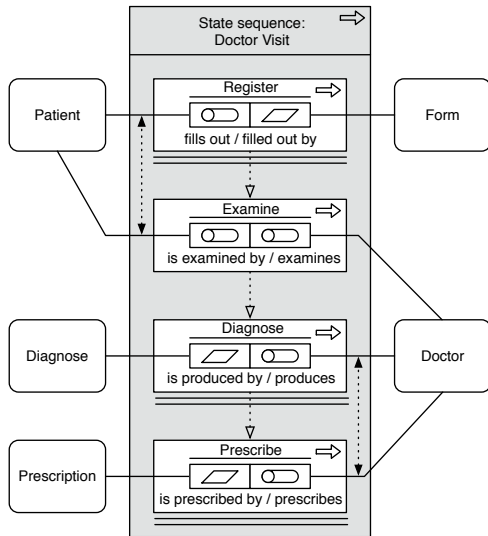 State sequence:
Doctor Visit
Register
Patient
Form
fills out / filled out by
Examine
is examined by / examines
Diagnose
Diagnose
Doctor
is produced by / produces
Prescribe
Prescription
is prescribed by / prescribes